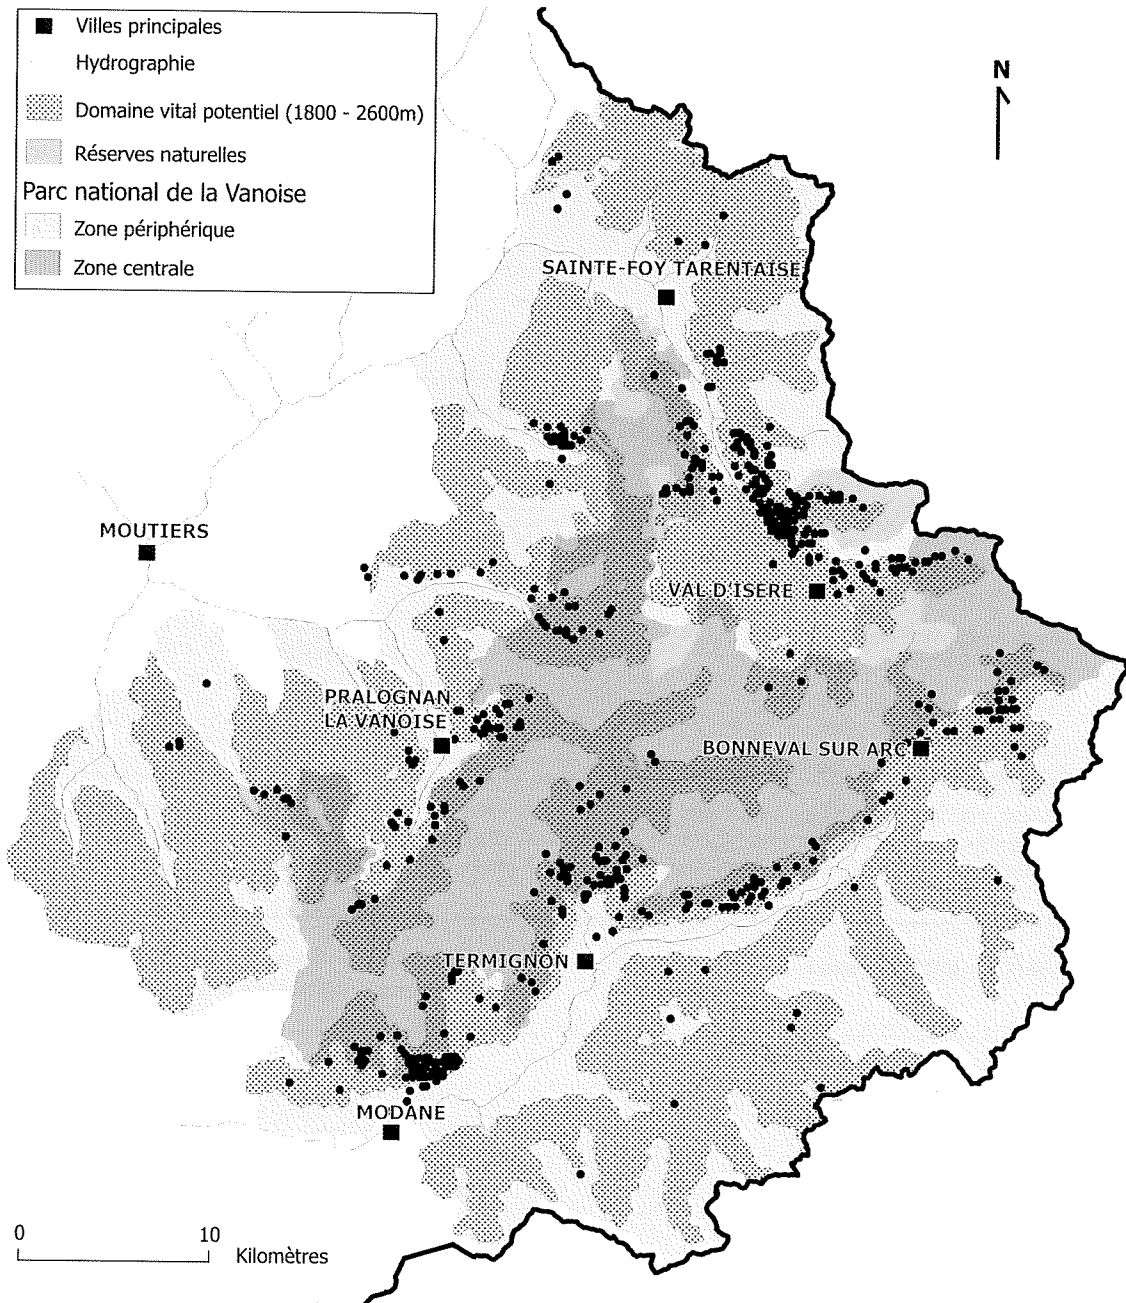 Villes principales
Hydrographie
Domaine vital potentiel (1800 - 2600m)
Réserves naturelles
Parc national de la Vanoise
Zone périphérique
Zone centrale
N
SAINTE-FOY TARENTAISE
MOUTIERS
VAL D'ISERE
PRALOGNAN
LA VANOISE
BONNEVAL SUR ARC
TERMIGNON
MODANE
0 10
Kilomètres